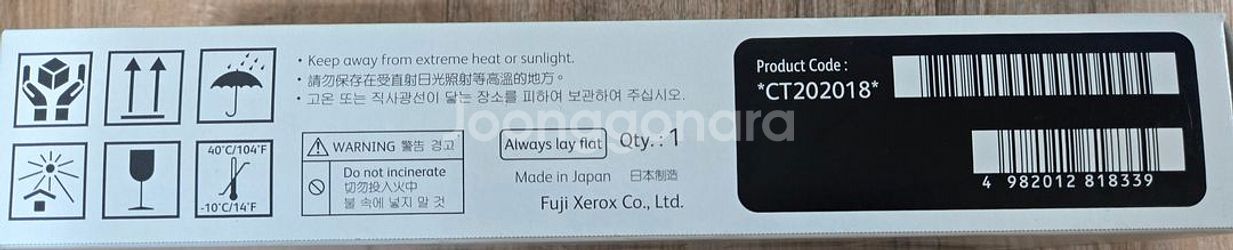 • Keep away from extreme heat or sunlight.
• 請勿保存在受直射日光照射等高溫的地方。
• 고온 또는 직사광선이 닿는 장소를 피하여 보관하여 주십시오.
40°C/104°F
-10°C/14°F
WARNING 警告 경고
Do not incinerate
切勿投入火中
불 속에 넣지 말 것
Always lay flat
Qty. : 1
Made in Japan 日本制造
Fuji Xerox Co., Ltd.
Product Code :
*CT202018*
4 982012 818339
Joonggonara